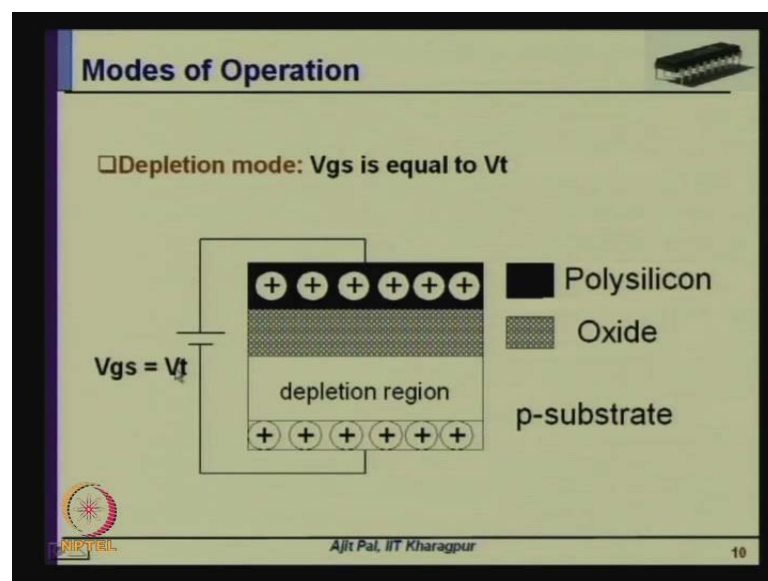 Modes of Operation
❑Depletion mode: Vgs is equal to Vt
+ + + + + +
Polysilicon
Oxide
Vgs = Vt
depletion region
p-substrate
+ + + + + +
NPTEL
Ajit Pal, IIT Kharagpur
10